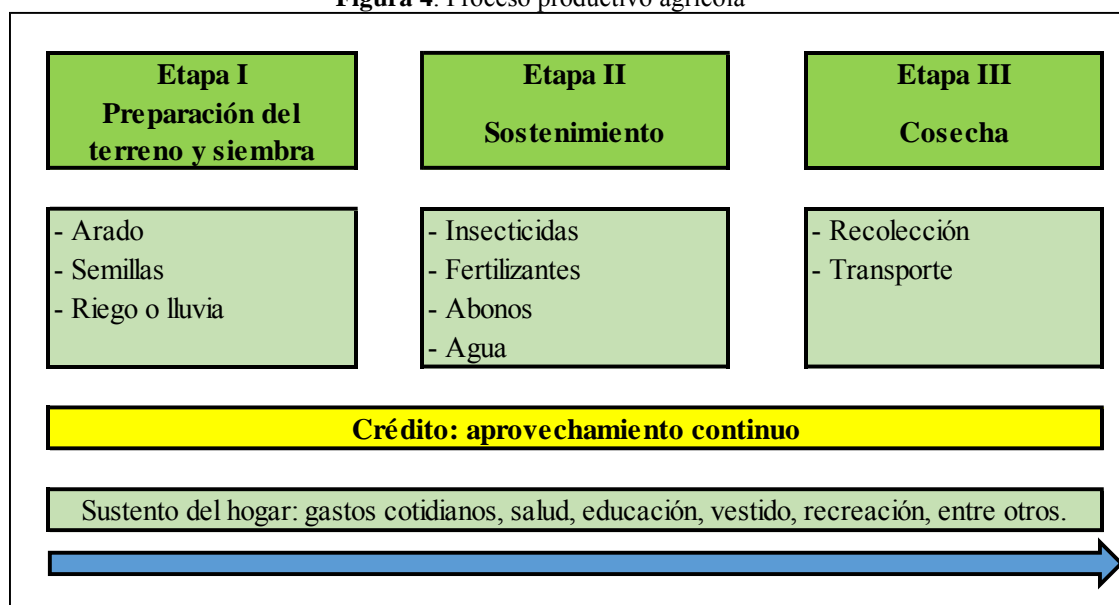 Figura 4. Proceso productivo agrícola
Etapa I
Preparación del
terreno y siembra
Etapa II
Sostenimiento
Etapa III
Cosecha
- Arado
- Semillas
- Riego o lluvia
- Insecticidas
- Fertilizantes
- Abonos
- Agua
- Recolección
- Transporte
Crédito: aprovechamiento continuo
Sustento del hogar: gastos cotidianos, salud, educación, vestido, recreación, entre otros.